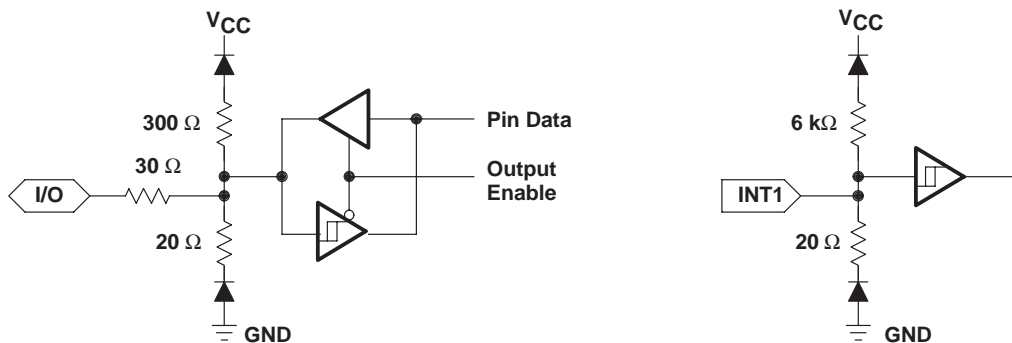 VCC
300 Ω
30 Ω
I/O
20 Ω
GND
Pin Data
Output
Enable
VCC
6 kΩ
INT1
20 Ω
GND